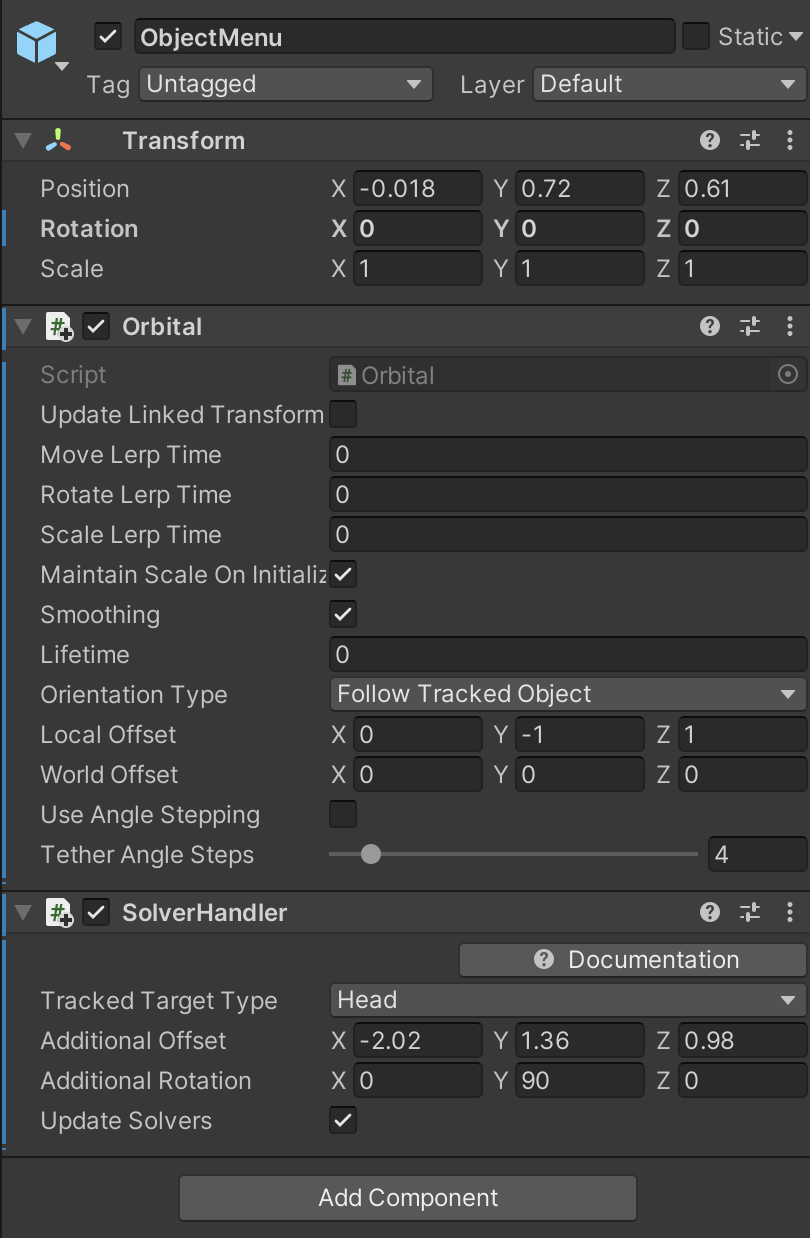 ObjectMenu Static
Tag Untagged Layer Default
Transform
Position X -0.018 Y 0.72 Z 0.61
Rotation X 0 Y 0 Z 0
Scale X 1 Y 1 Z 1
# Orbital
Script # Orbital
Update Linked Transform
Move Lerp Time 0
Rotate Lerp Time 0
Scale Lerp Time 0
Maintain Scale On Initializ
Smoothing
Lifetime 0
Orientation Type Follow Tracked Object
Local Offset X 0 Y -1 Z 1
World Offset X 0 Y 0 Z 0
Use Angle Stepping
Tether Angle Steps 4
# SolverHandler
Documentation
Tracked Target Type Head
Additional Offset X -2.02 Y 1.36 Z 0.98
Additional Rotation X 0 Y 90 Z 0
Update Solvers
Add Component